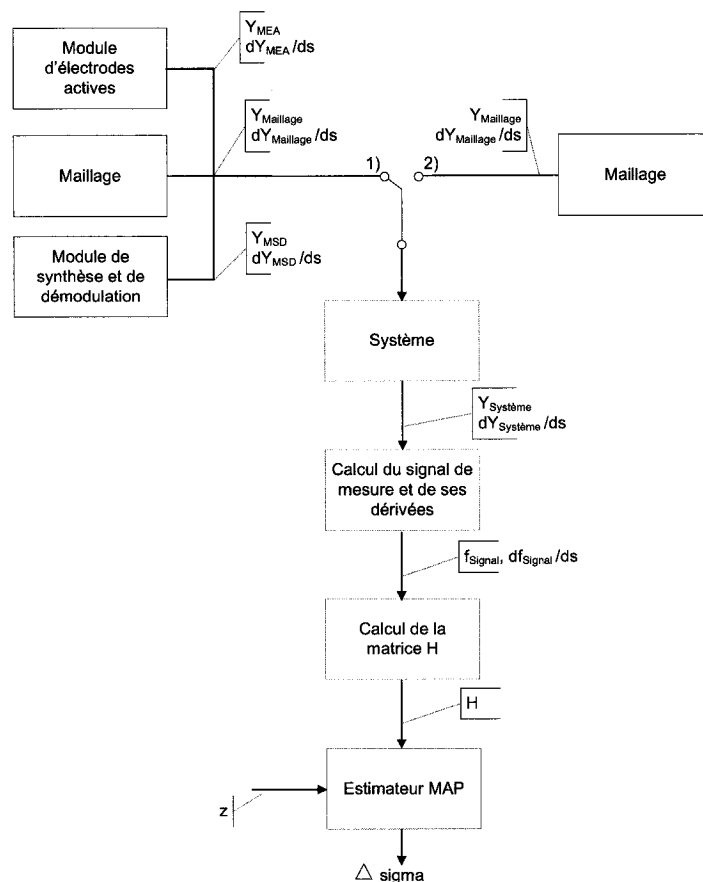 Module
d'électrodes
actives
Y_MEA
dY_MEA/ds
Maillage
Y_Maillage
dY_Maillage/ds
1)
2)
Y_Maillage
dY_Maillage/ds
Maillage
Module de
synthèse et de
démodulation
Y_MSD
dY_MSD/ds
Système
Y_Système
dY_Système/ds
Calcul du signal de
mesure et de ses
dérivées
f_Signal, df_Signal/ds
Calcul de la
matrice H
H
Estimateur MAP
z
△ sigma